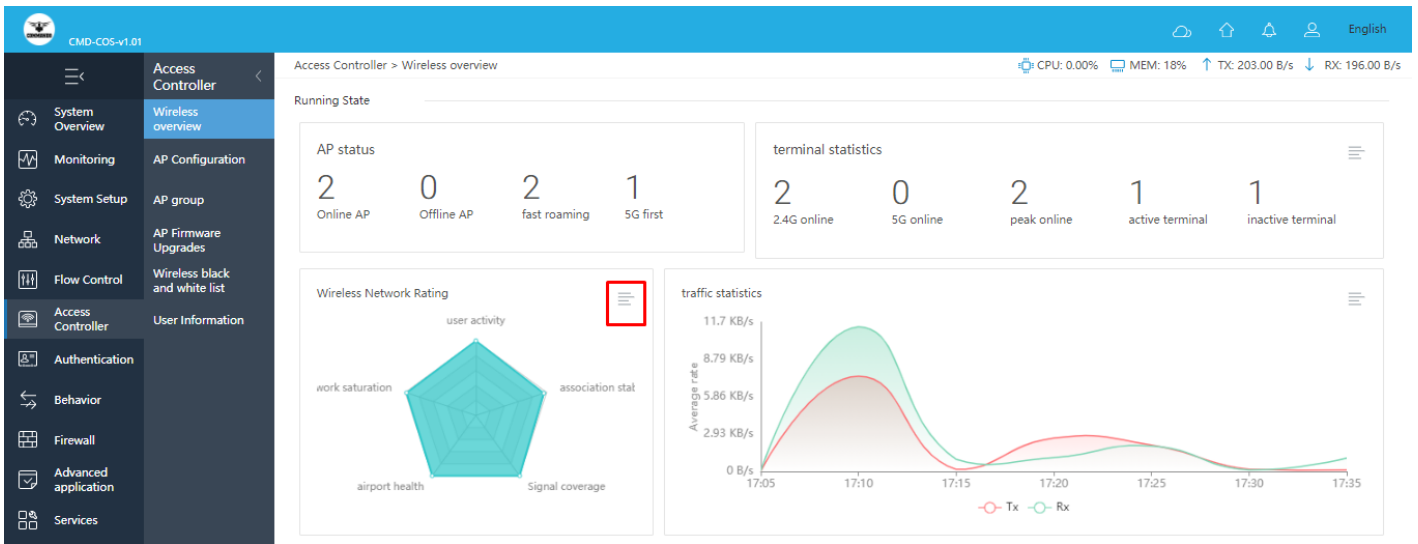 CMD-COS-v1.01
English
Access Controller > Wireless overview
CPU: 0.00%
MEM: 18%
TX: 203.00 B/s
RX: 196.00 B/s
System
Overview
Monitoring
System Setup
Network
Flow Control
Access
Controller
Authentication
Behavior
Firewall
Advanced
application
Services
Access
Controller
Wireless
overview
AP Configuration
AP group
AP Firmware
Upgrades
Wireless black
and white list
User Information
Running State
AP status
2
0
2
1
Online AP
Offline AP
fast roaming
5G first
terminal statistics
2
0
2
1
1
2.4G online
5G online
peak online
active terminal
inactive terminal
Wireless Network Rating
user activity
work saturation
association stal
airport health
Signal coverage
traffic statistics
Average rate
11.7 KB/s
8.79 KB/s
5.86 KB/s
2.93 KB/s
0 B/s
17:05
17:10
17:15
17:20
17:25
17:30
17:35
Tx
Rx